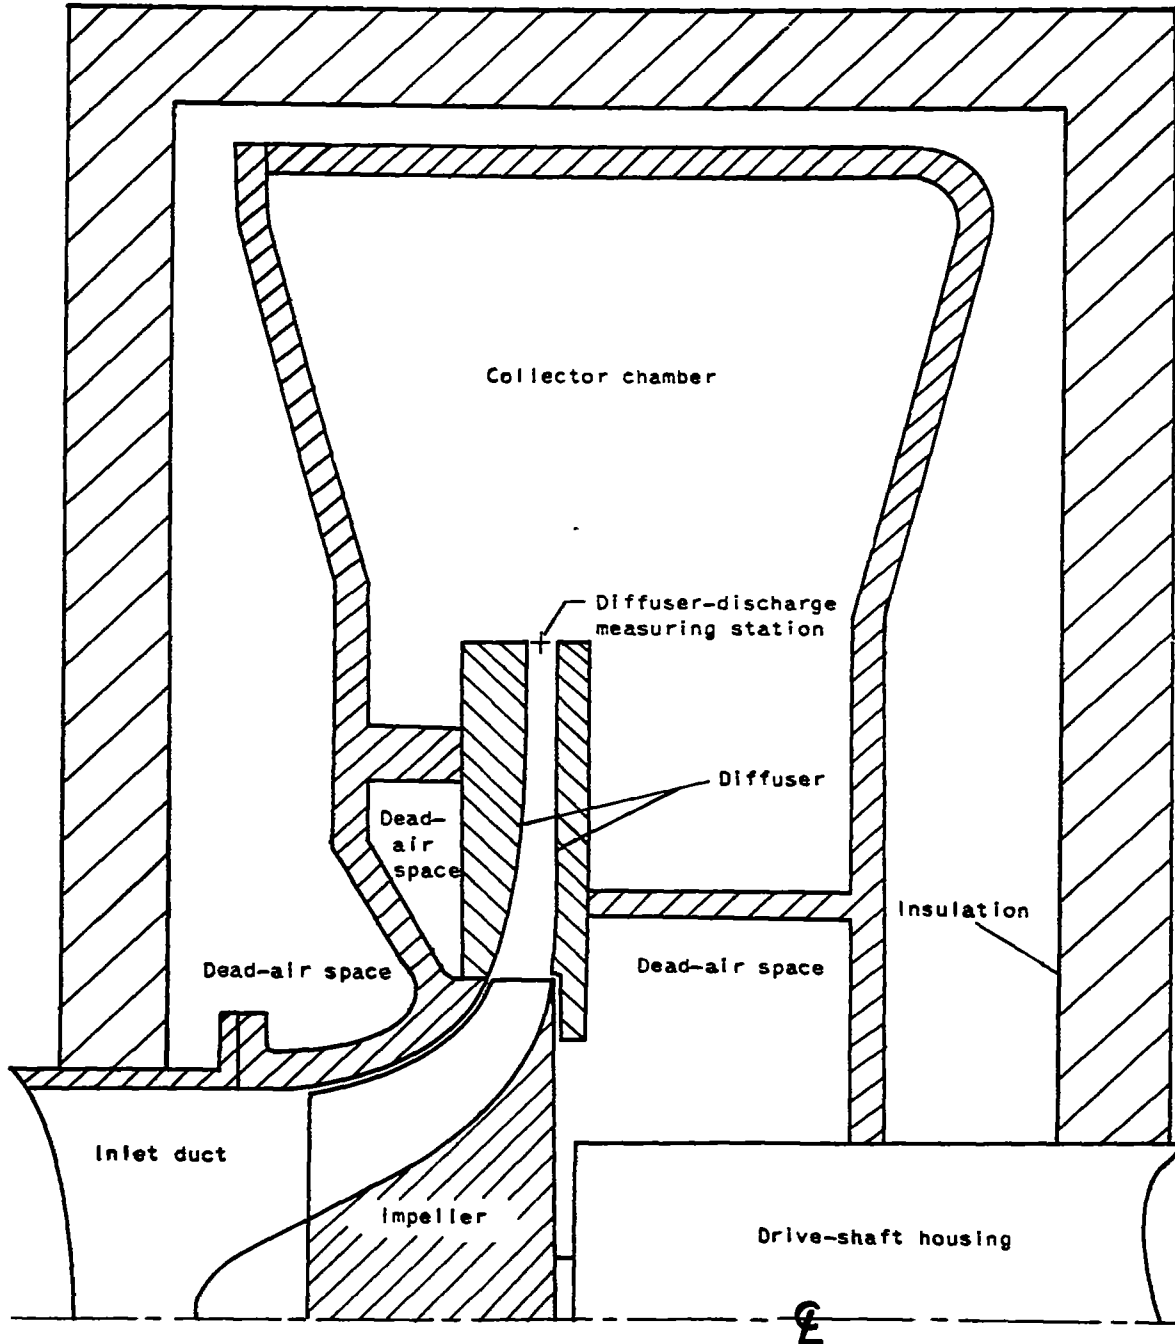 Collector chamber
Diffuser-discharge
measuring station
Diffuser
Dead-
air
space
Insulation
Dead-air space
Dead-air space
Inlet duct
Impeller
Drive-shaft housing
℄